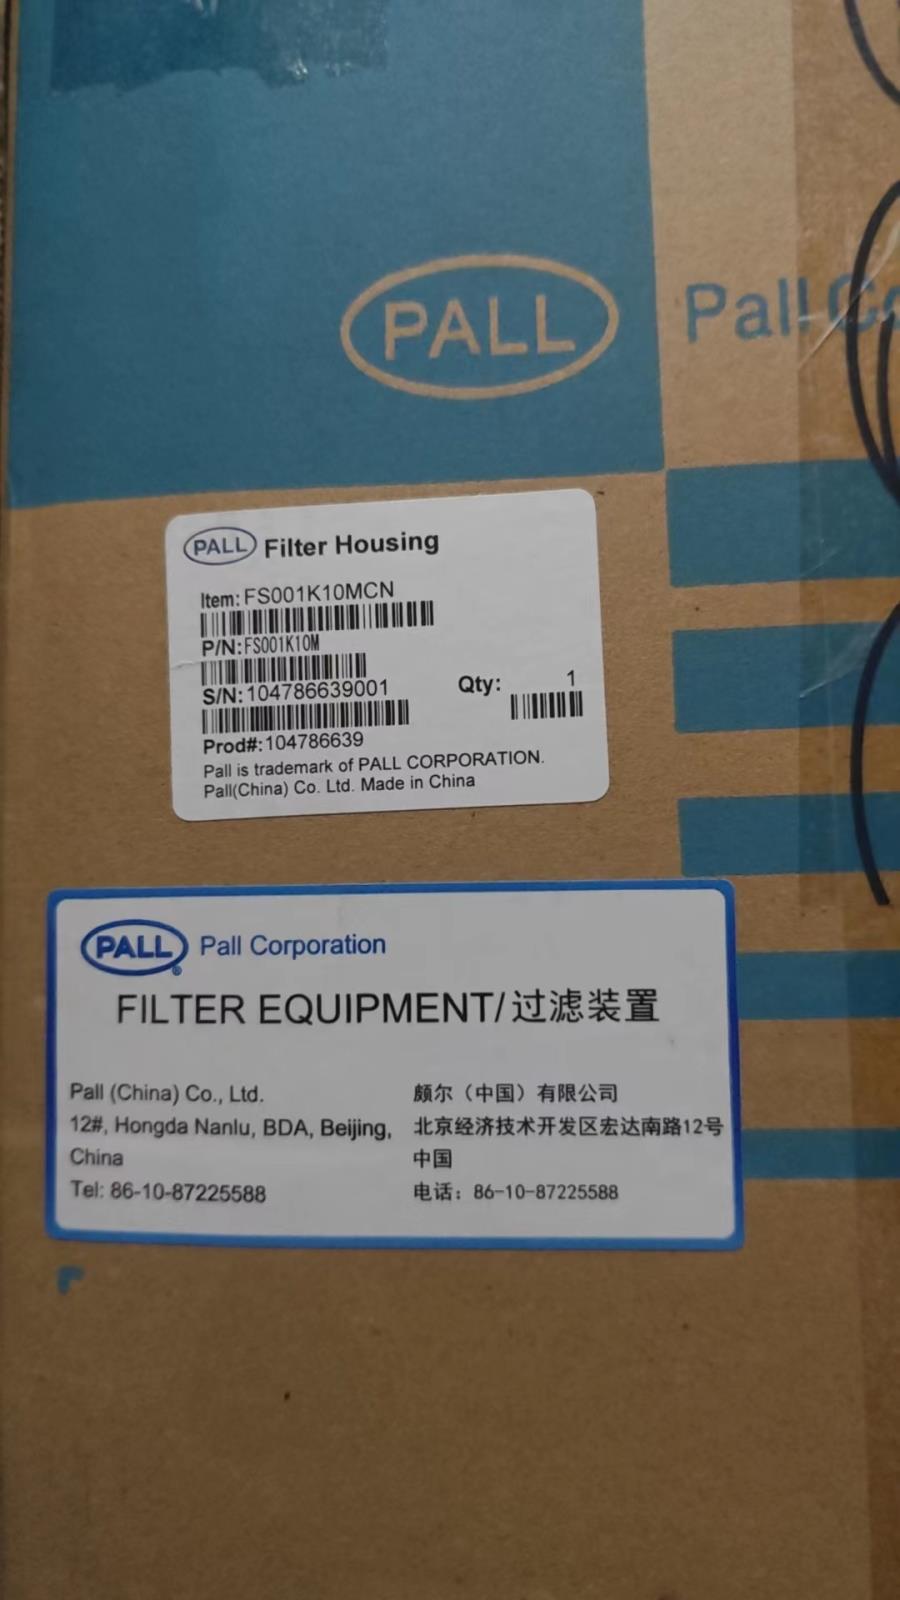 PALL
Pall Co
PALL Filter Housing
Item: FS001K10MCN
P/N: FS001K10M
S/N: 104786639001
Qty: 1
Prod#: 104786639
Pall is trademark of PALL CORPORATION.
Pall(China) Co. Ltd. Made in China
PALL® Pall Corporation
FILTER EQUIPMENT/过滤装置
Pall (China) Co., Ltd.
12#, Hongda Nanlu, BDA, Beijing,
China
Tel: 86-10-87225588
颇尔（中国）有限公司
北京经济技术开发区宏达南路12号
中国
电话：86-10-87225588